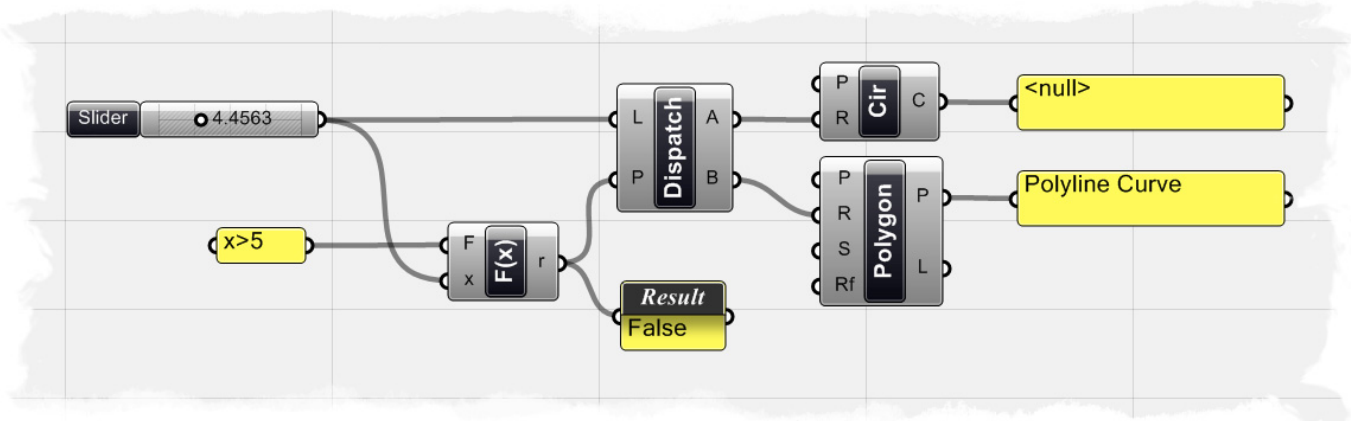 Slider
4.4563
x>5
F
x
F(x)
r
L
P
Dispatch
A
B
Result
False
P
R
Cir
C
<null>
P
R
S
Rf
Polygon
P
L
Polyline Curve